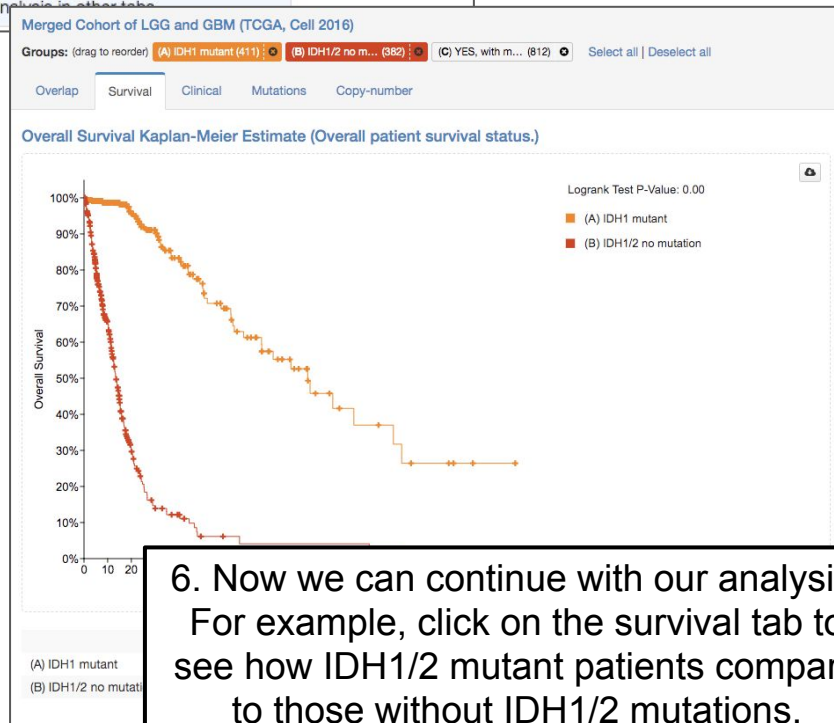 Merged Cohort of LGG and GBM (TCGA, Cell 2016)
Groups: (drag to reorder) (A) IDH1 mutant (411) (B) IDH1/2 no m... (382) (C) YES, with m... (812) Select all | Deselect all
Overlap Survival Clinical Mutations Copy-number
Overall Survival Kaplan-Meier Estimate (Overall patient survival status.)
Logrank Test P-Value: 0.00
(A) IDH1 mutant
(B) IDH1/2 no mutation
100%
90%
80%
70%
60%
50%
40%
30%
20%
10%
0%
Overall Survival
0 10 20
(A) IDH1 mutant
(B) IDH1/2 no mutati
6. Now we can continue with our analysi
For example, click on the survival tab to
see how IDH1/2 mutant patients compar
to those without IDH1/2 mutations.